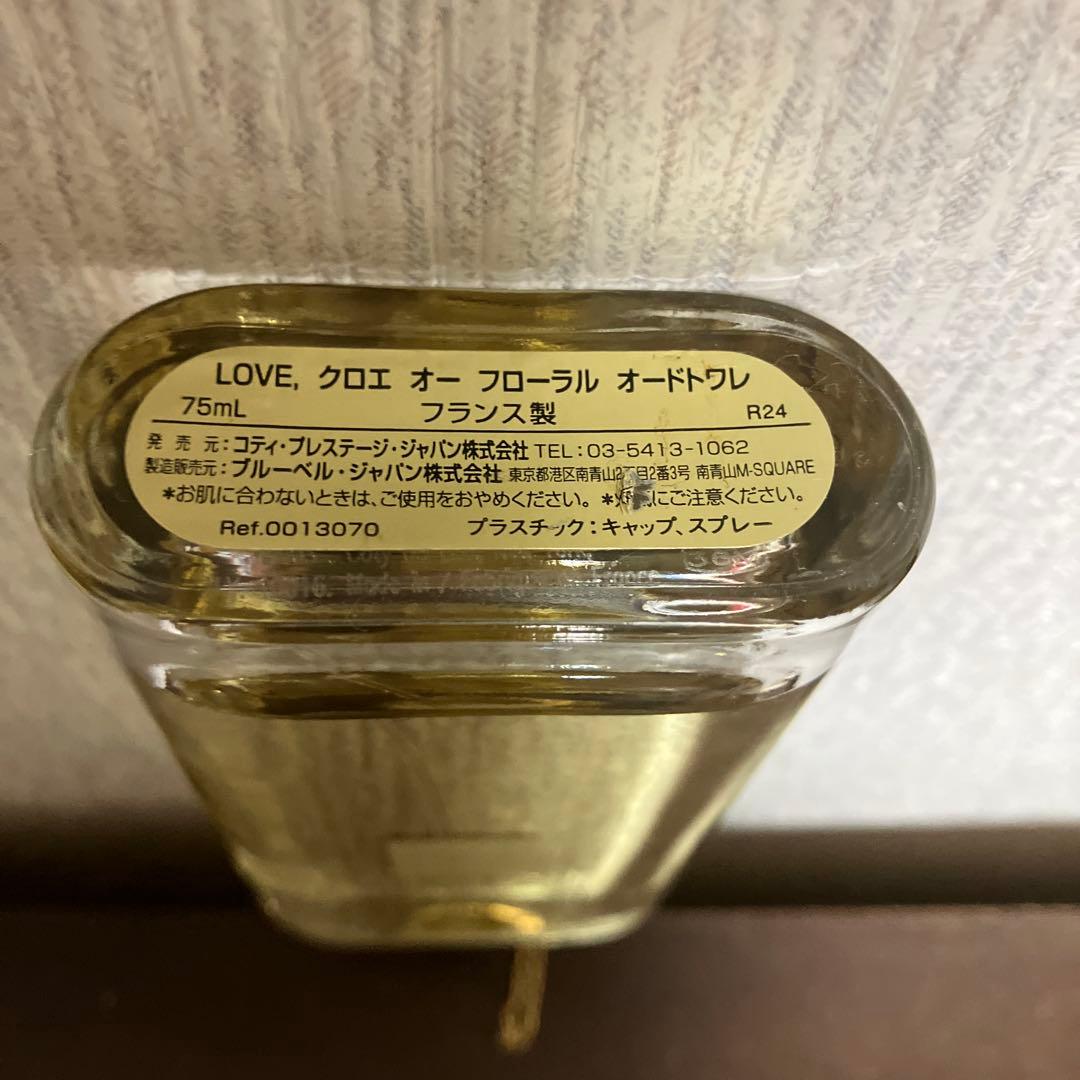 LOVE, クロエ オー フローラル オードトワレ
75mL フランス製 R24
発売元:コティ・プレステージ・ジャパン株式会社 TEL:03-5413-1062
製造販売元:ブルーベル・ジャパン株式会社 東京都港区南青山2丁目2番3号 南青山M-SQUARE
*お肌に合わないときは、ご使用をおやめください。*火気にご注意ください。
Ref.0013070 プラスチック:キャップ、スプレー